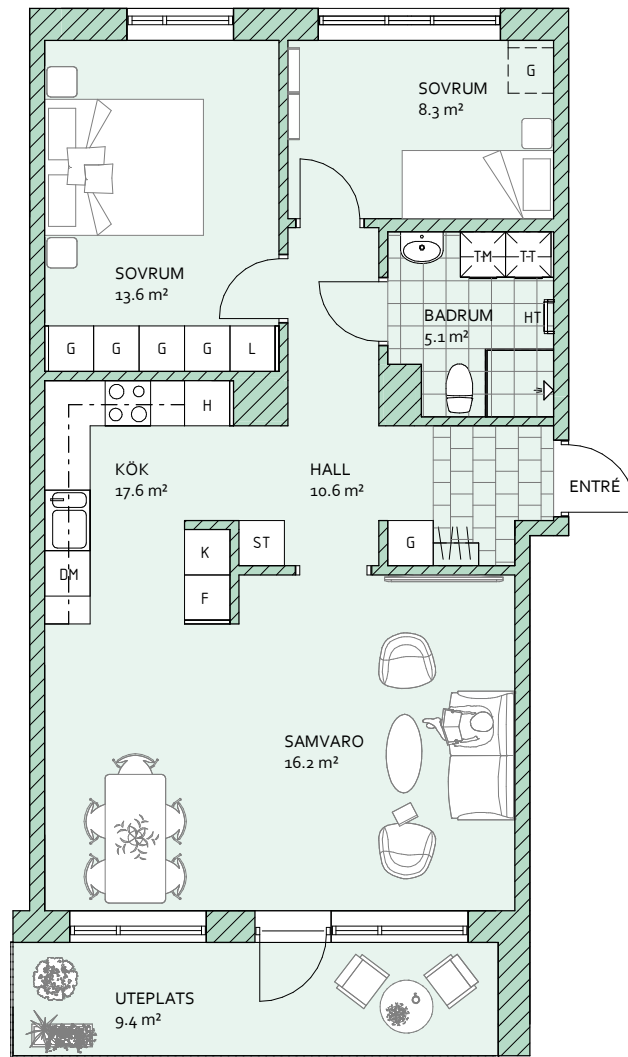 G
SOVRUM
8.3 m²
SOVRUM
13.6 m²
TM
TT
BADRUM
5.1 m²
HT
G
G
G
G
L
H
KÖK
17.6 m²
HALL
10.6 m²
ENTRÉ
K
ST
G
DM
F
SAMVARO
16.2 m²
UTEPLATS
9.4 m²